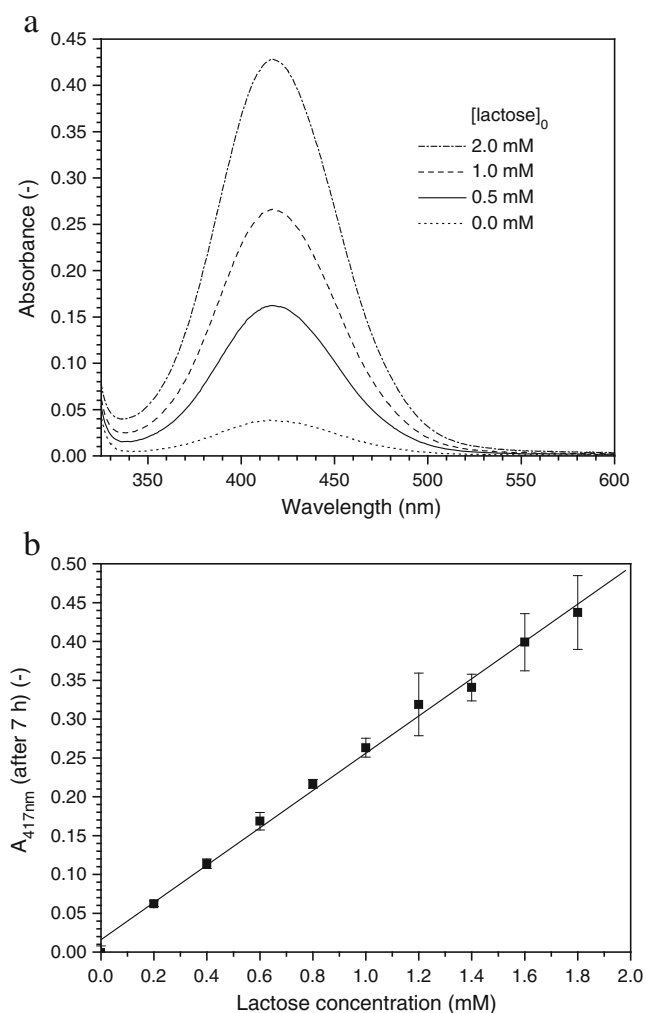 a
0.45
0.40
0.35
0.30
0.25
0.20
0.15
0.10
0.05
0.00
Absorbance (-)
[lactose]0
2.0 mM
1.0 mM
0.5 mM
0.0 mM
350 400 450 500 550 600
Wavelength (nm)
b
0.50
0.45
0.40
0.35
0.30
0.25
0.20
0.15
0.10
0.05
0.00
A417nm (after 7 h) (-)
0.0 0.2 0.4 0.6 0.8 1.0 1.2 1.4 1.6 1.8 2.0
Lactose concentration (mM)